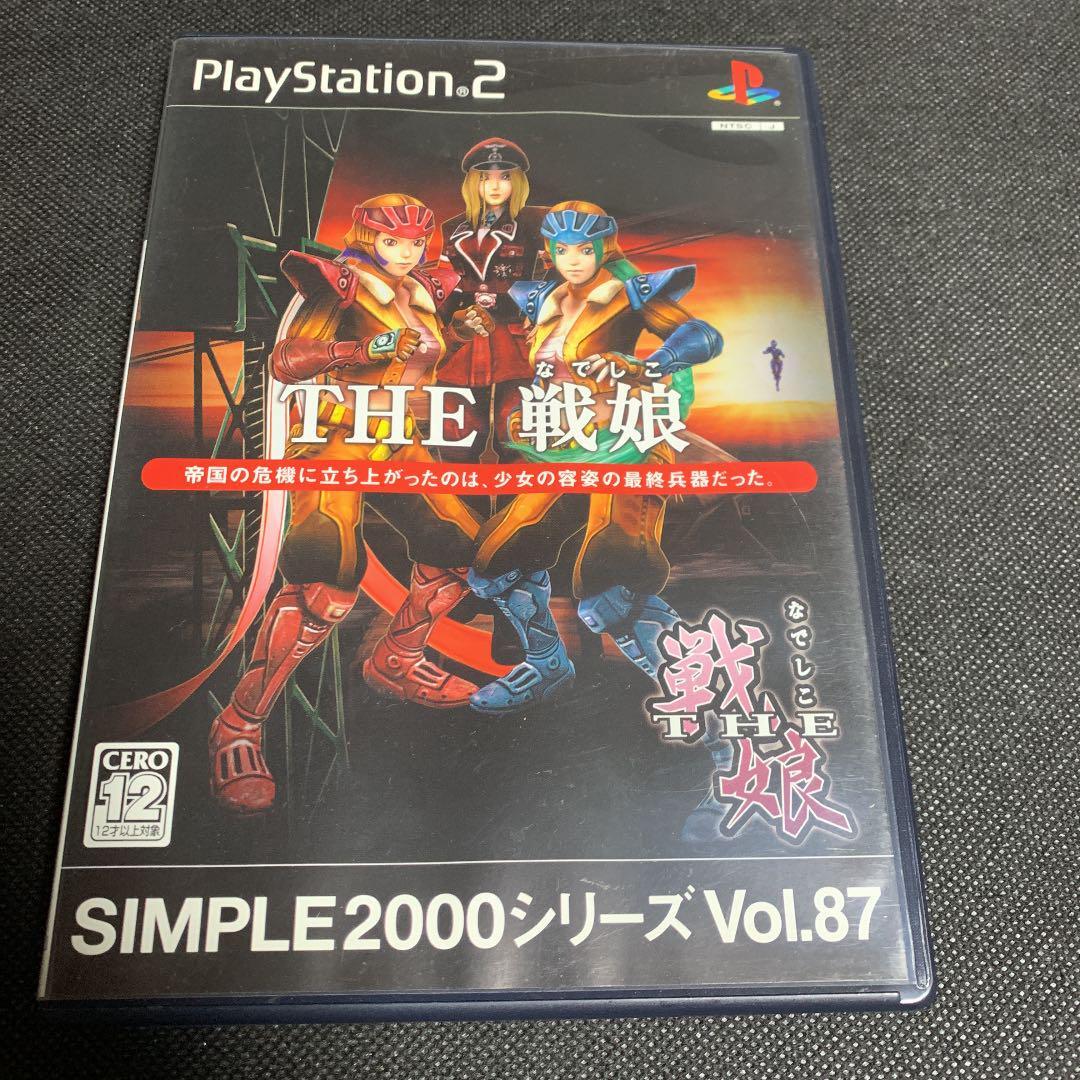 PlayStation®2
NTSC J
なでしこ
THE 戦娘
帝国の危機に立ち上がったのは、少女の容姿の最終兵器だった。
なでしこ
戦
THE
娘
CERO
12
12才以上対象
SIMPLE2000シリーズ Vol.87